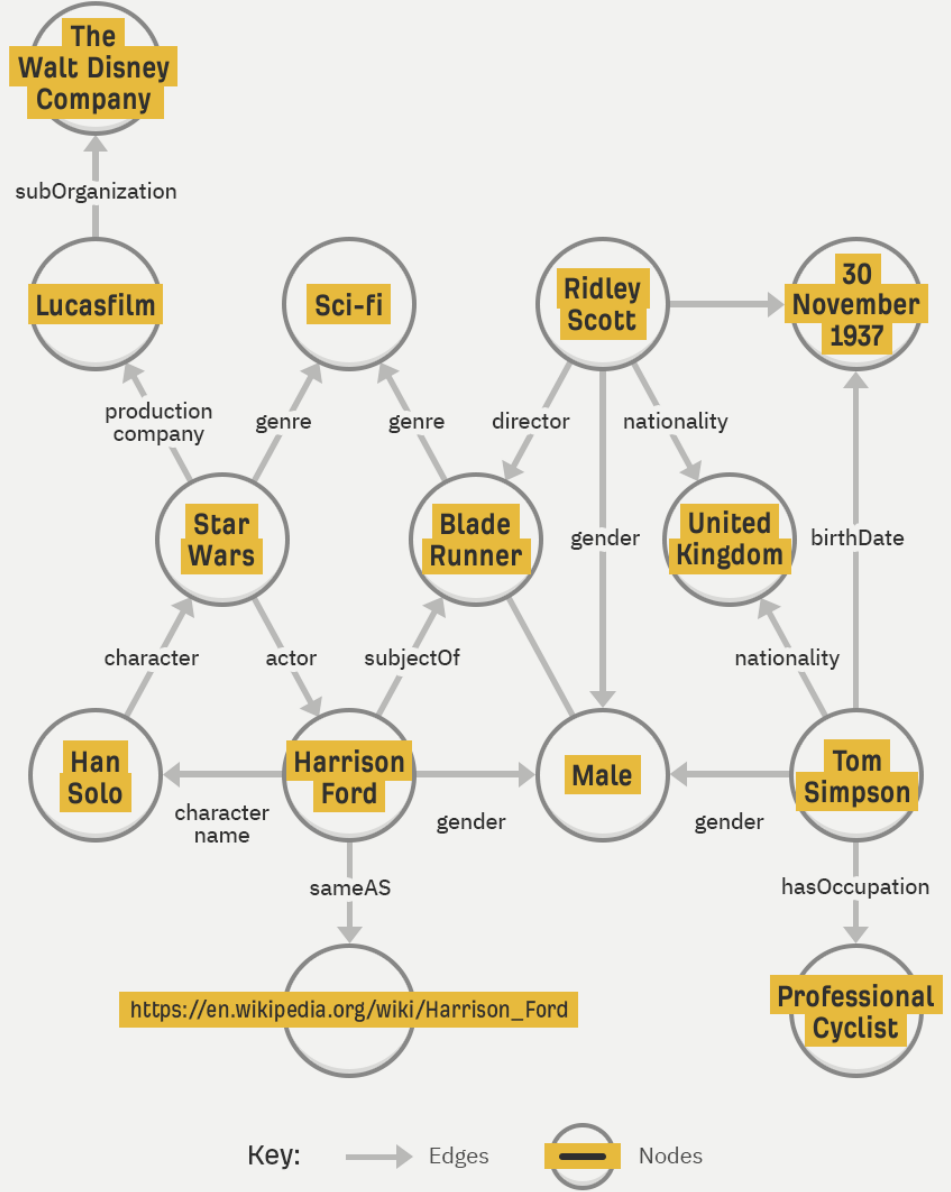 The
Walt Disney
Company
subOrganization
Lucasfilm
Sci-fi
Ridley
Scott
30
November
1937
production
company
genre
genre
director
nationality
Star
Wars
Blade
Runner
gender
United
Kingdom
birthDate
character
actor
subjectOf
nationality
Han
Solo
Harrison
Ford
Male
Tom
Simpson
character
name
gender
gender
sameAS
hasOccupation
https://en.wikipedia.org/wiki/Harrison_Ford
Professional
Cyclist
Key:
Edges
Nodes